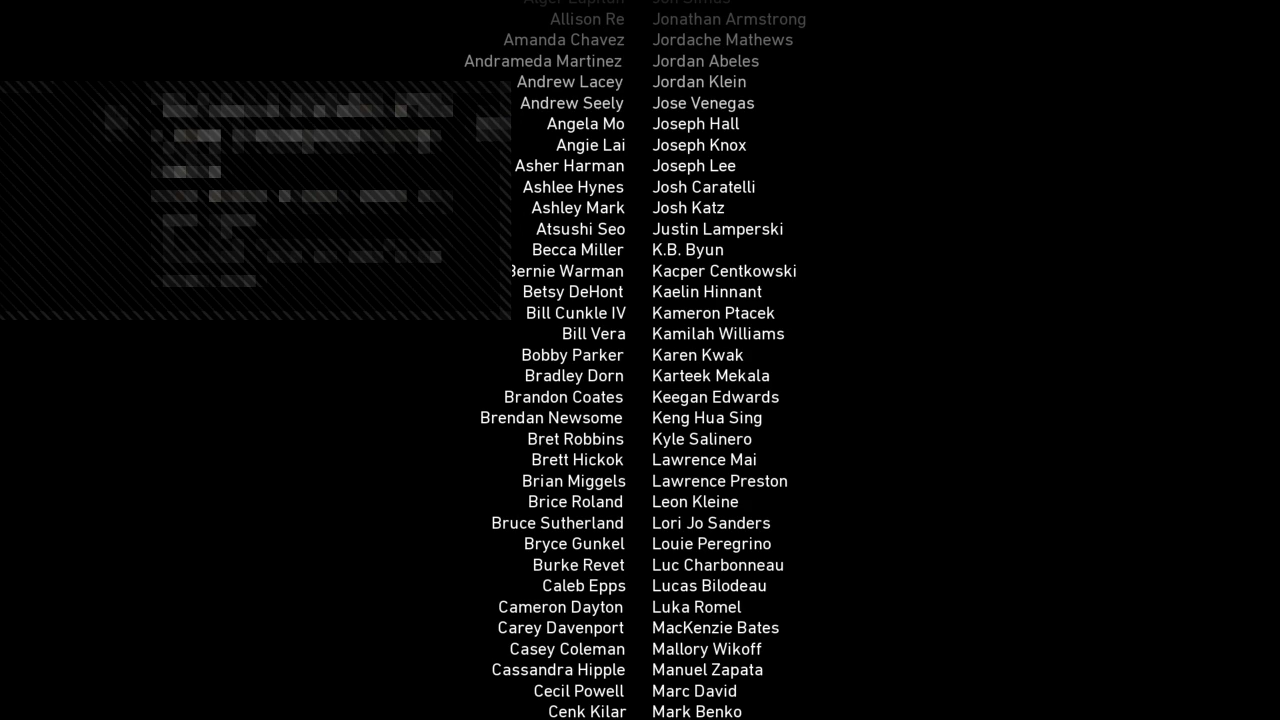 Allison Re Jonathan Armstrong
Amanda Chavez Jordache Mathews
Andrameda Martinez Jordan Abeles
Andrew Lacey Jordan Klein
Andrew Seely Jose Venegas
Angela Mo Joseph Hall
Angie Lai Joseph Knox
Asher Harman Joseph Lee
Ashlee Hynes Josh Caratelli
Ashley Mark Josh Katz
Atsushi Seo Justin Lamperski
Becca Miller K.B. Byun
Bernie Warman Kacper Centkowski
Betsy DeHont Kaelin Hinnant
Bill Cunkle IV Kameron Ptacek
Bill Vera Kamilah Williams
Bobby Parker Karen Kwak
Bradley Dorn Karteek Mekala
Brandon Coates Keegan Edwards
Brendan Newsome Keng Hua Sing
Bret Robbins Kyle Salinero
Brett Hickok Lawrence Mai
Brian Miggels Lawrence Preston
Brice Roland Leon Kleine
Bruce Sutherland Lori Jo Sanders
Bryce Gunkel Louie Peregrino
Burke Revet Luc Charbonneau
Caleb Epps Lucas Bilodeau
Cameron Dayton Luka Romel
Carey Davenport MacKenzie Bates
Casey Coleman Mallory Wikoff
Cassandra Hipple Manuel Zapata
Cecil Powell Marc David
Cenk Kilar Mark Benko